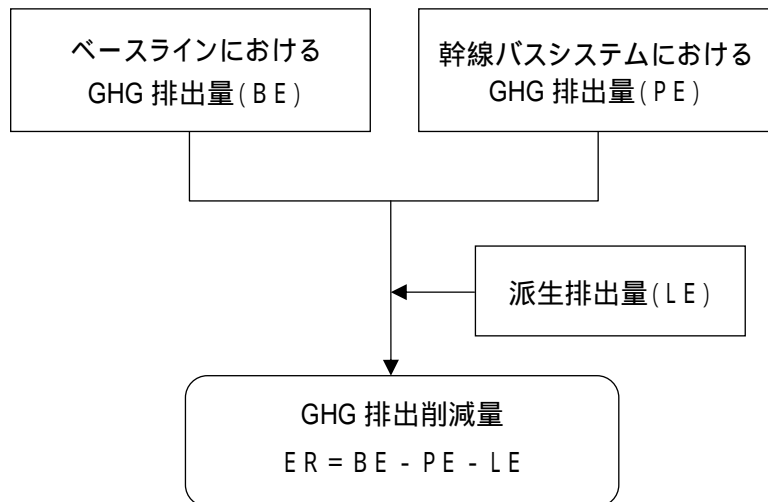 ベースラインにおける
GHG 排出量(BE)
幹線バスシステムにおける
GHG 排出量(PE)
派生排出量(LE)
GHG 排出削減量
ER = BE - PE - LE